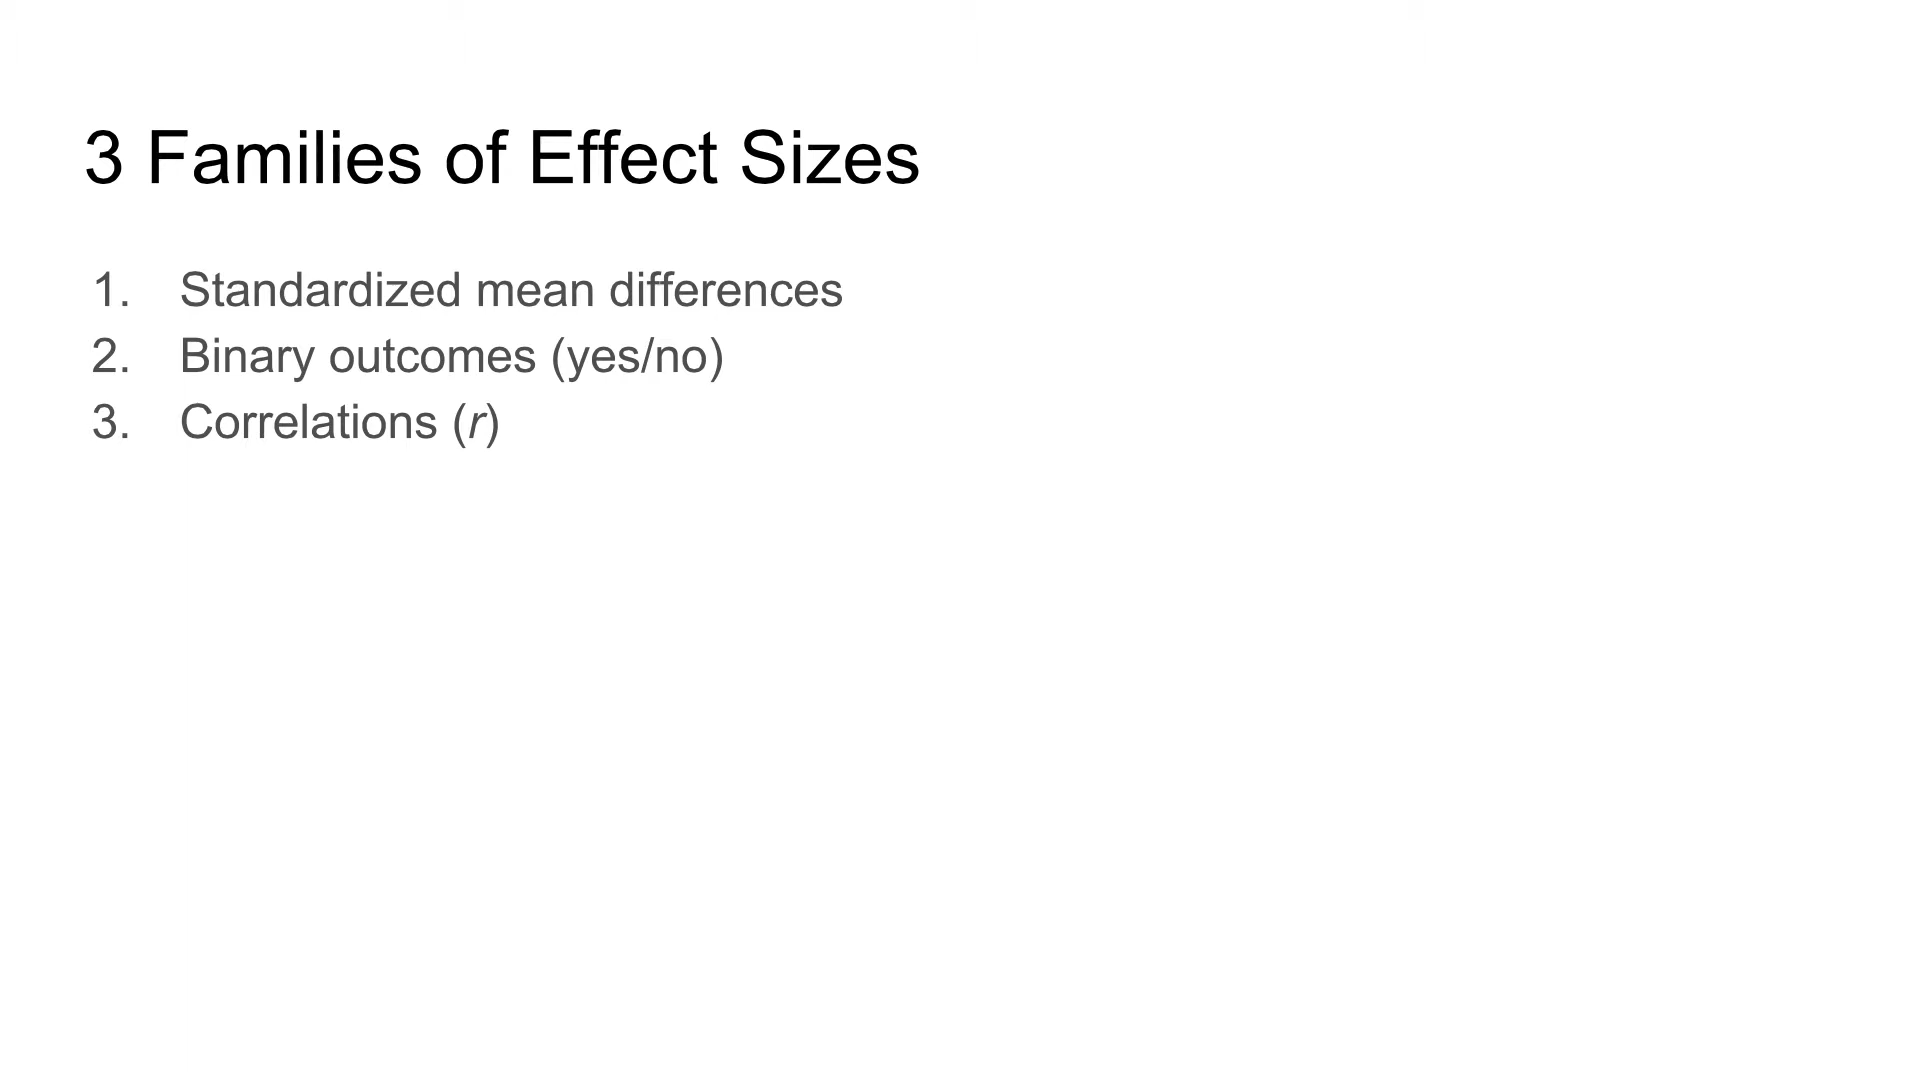 3 Families of Effect Sizes
1. Standardized mean differences
2. Binary outcomes (yes/no)
3. Correlations (r)